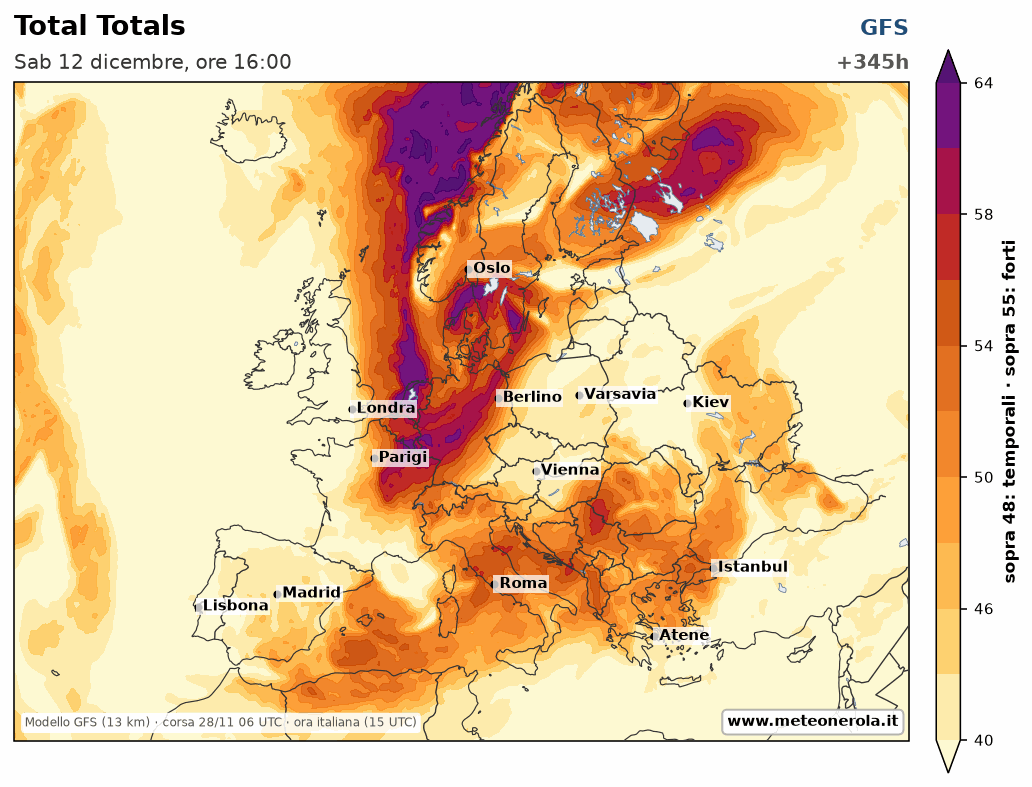 Total Totals
GFS
Sab 12 dicembre, ore 16:00
+345h
64
58
54
50
46
40
sopra 48: temporali · sopra 55: forti
Oslo
Londra
Berlino
Varsavia
Kiev
Parigi
Vienna
Istanbul
Roma
Madrid
Lisbona
Atene
Modello GFS (13 km) · corsa 28/11 06 UTC · ora italiana (15 UTC)
www.meteonerola.it